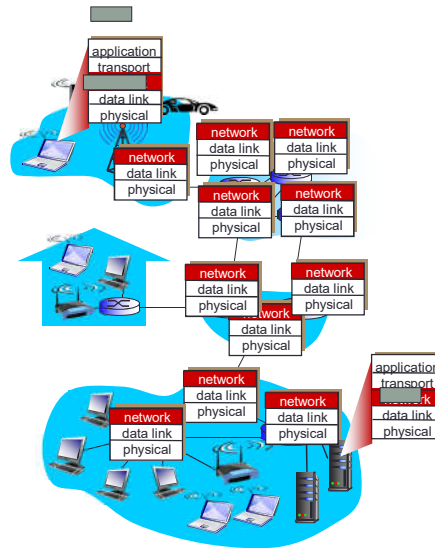 application
transport
data link
physical
network
data link
physical
network
data link
physical
network
data link
physical
network
data link
physical
network
data link
physical
network
data link
physical
network
data link
physical
network
data link
physical
application
transport
network
data link
physical
network
data link
physical
network
data link
physical
network
data link
physical